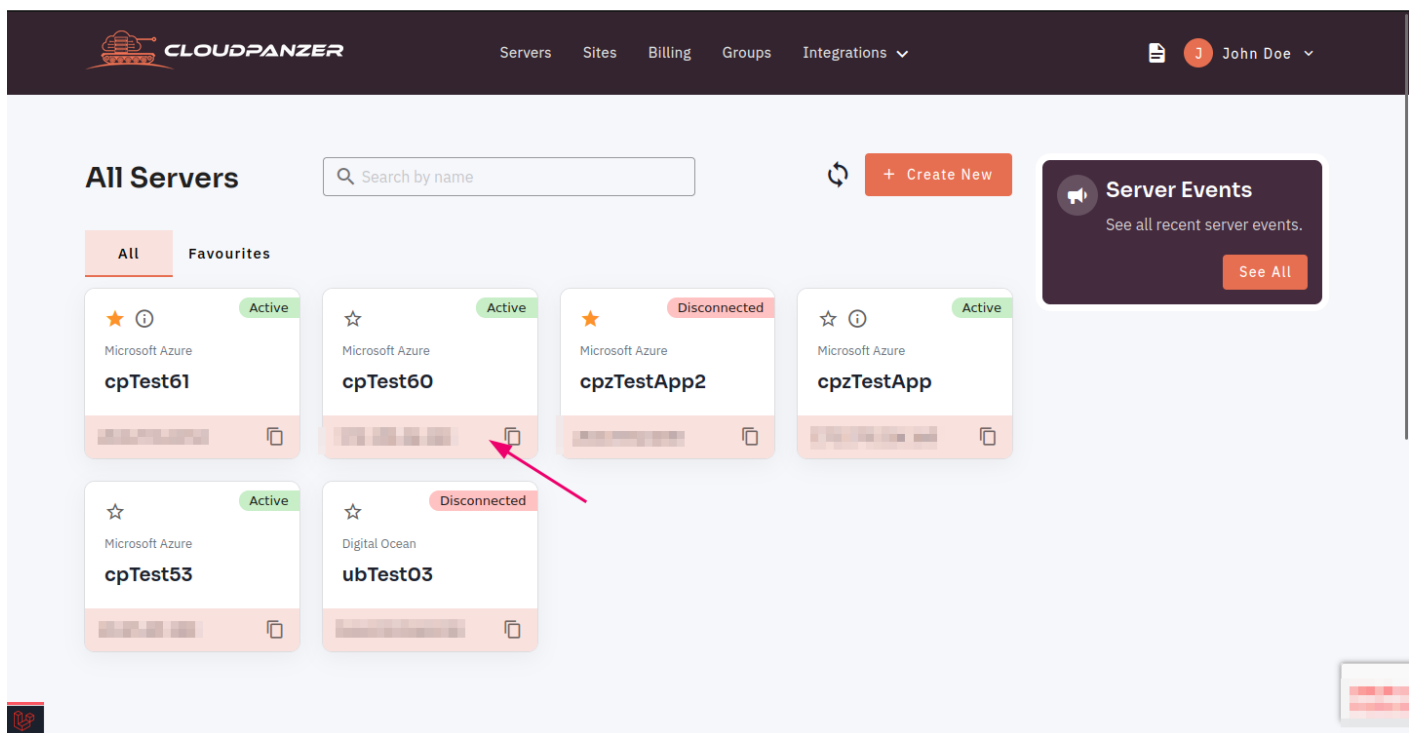 CLOUDPANZER
Servers Sites Billing Groups Integrations
J John Doe
All Servers
Search by name
+ Create New
Server Events
See all recent server events.
See All
All Favourites
Active
Microsoft Azure
cpTest61
Active
Microsoft Azure
cpTest60
Disconnected
Microsoft Azure
cpzTestApp2
Active
Microsoft Azure
cpzTestApp
Active
Microsoft Azure
cpTest53
Disconnected
Digital Ocean
ubTest03